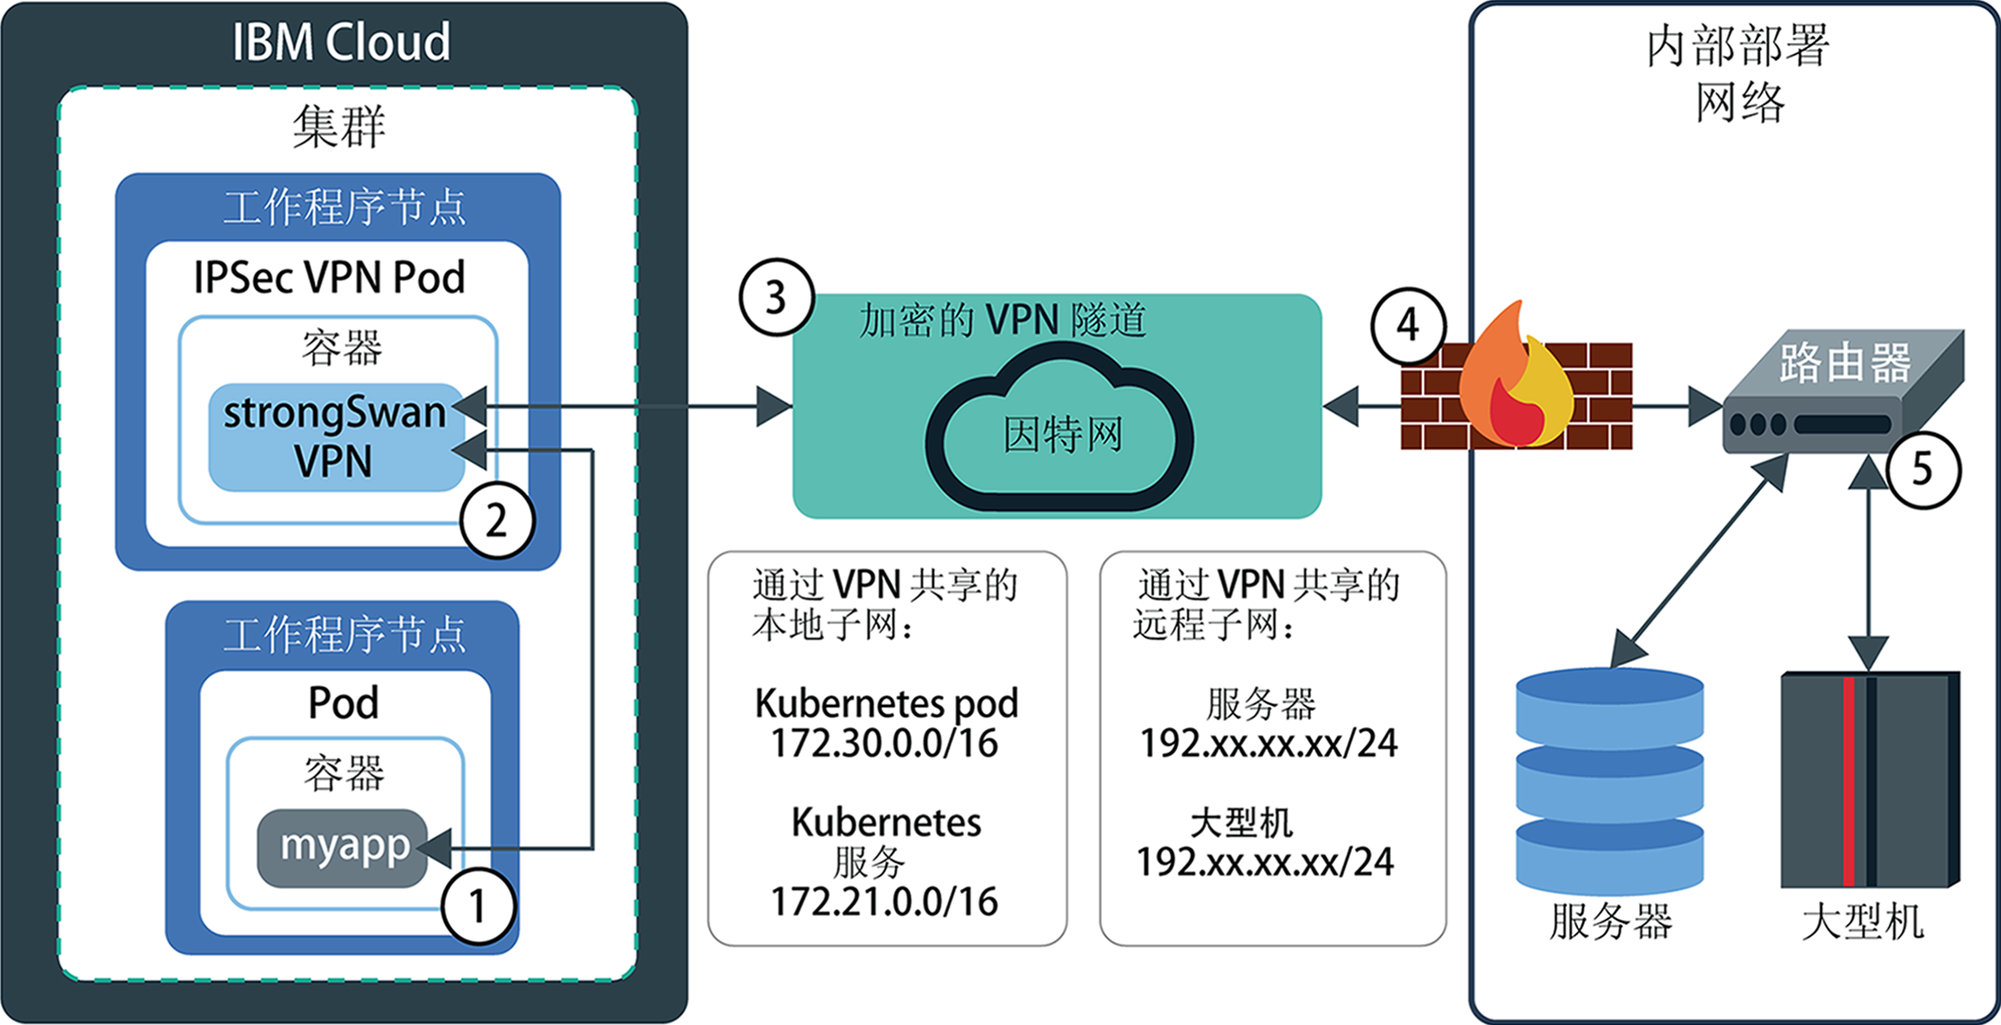 IBM Cloud
集群
工作程序节点
IPSec VPN Pod
容器
strongSwan
VPN
2
工作程序节点
Pod
容器
myapp
1
3
加密的 VPN 隧道
因特网
通过 VPN 共享的
本地子网：
Kubernetes pod
172.30.0.0/16
Kubernetes
服务
172.21.0.0/16
通过 VPN 共享的
远程子网：
服务器
192.xx.xx.xx/24
大型机
192.xx.xx.xx/24
内部部署
网络
4
路由器
5
服务器
大型机